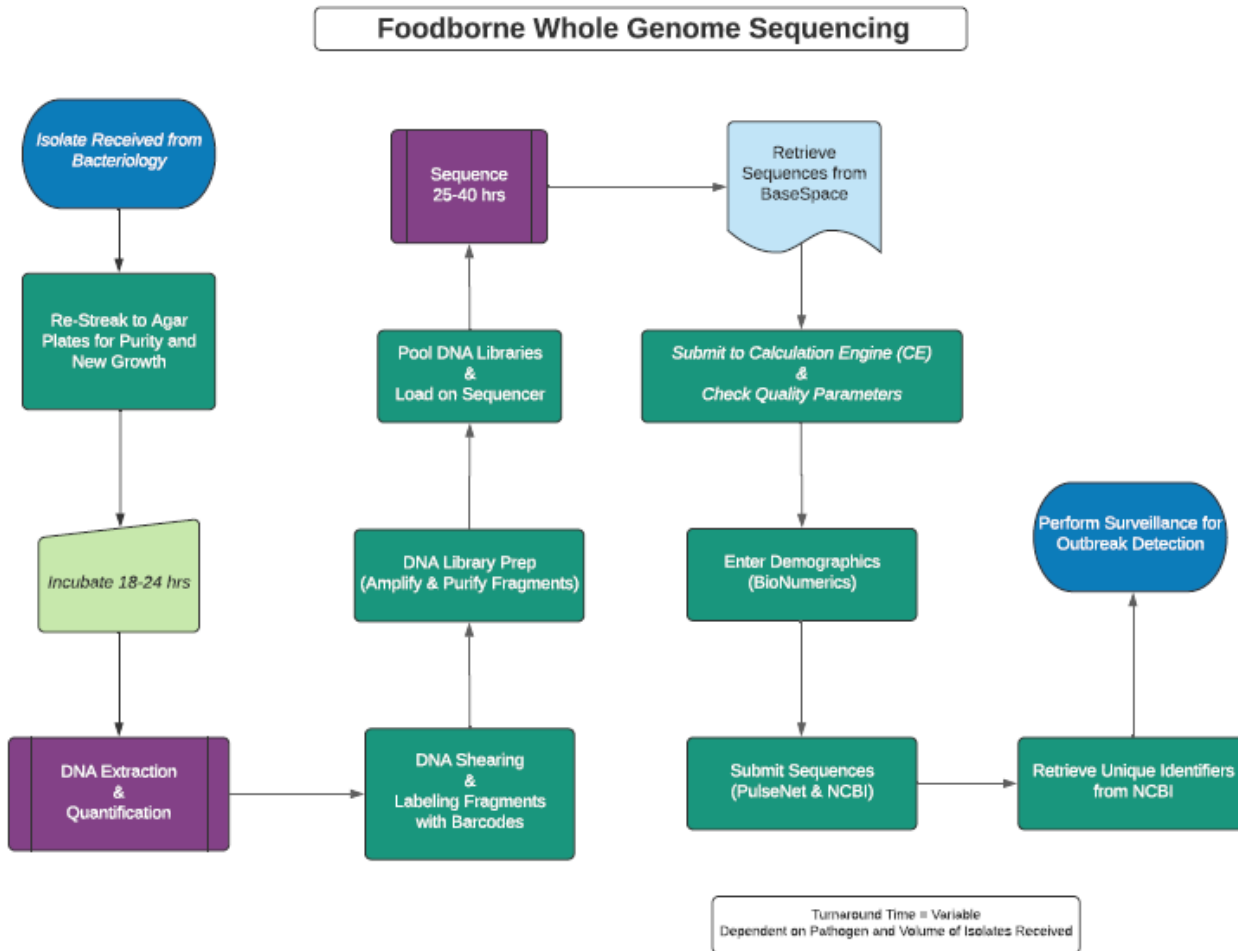 Foodborne Whole Genome Sequencing
Isolate Received from
Bacteriology
Re-Streak to Agar
Plates for Purity and
New Growth
Incubate 18-24 hrs
DNA Extraction
&
Quantification
DNA Shearing
&
Labeling Fragments
with Barcodes
DNA Library Prep
(Amplify & Purify Fragments)
Pool DNA Libraries
&
Load on Sequencer
Sequence
25-40 hrs
Retrieve
Sequences from
BaseSpace
Submit to Calculation Engine (CE)
&
Check Quality Parameters
Enter Demographics
(BioNumerics)
Submit Sequences
(PulseNet & NCBI)
Retrieve Unique Identifiers
from NCBI
Perform Surveillance for
Outbreak Detection
Turnaround Time = Variable
Dependent on Pathogen and Volume of Isolates Received